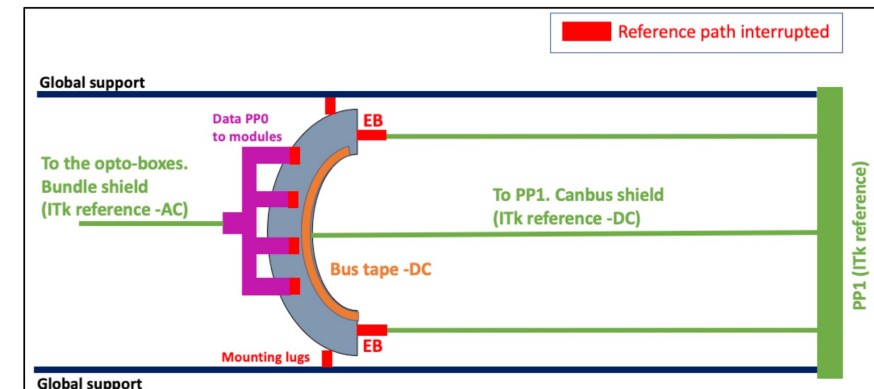 Reference path interrupted
Global support
Data PP0
to modules
EB
To the opto-boxes.
Bundle shield
(ITk reference -AC)
To PP1. Canbus shield
(ITk reference -DC)
PP1 (ITk reference)
Bus tape -DC
EB
Mounting lugs
Global support